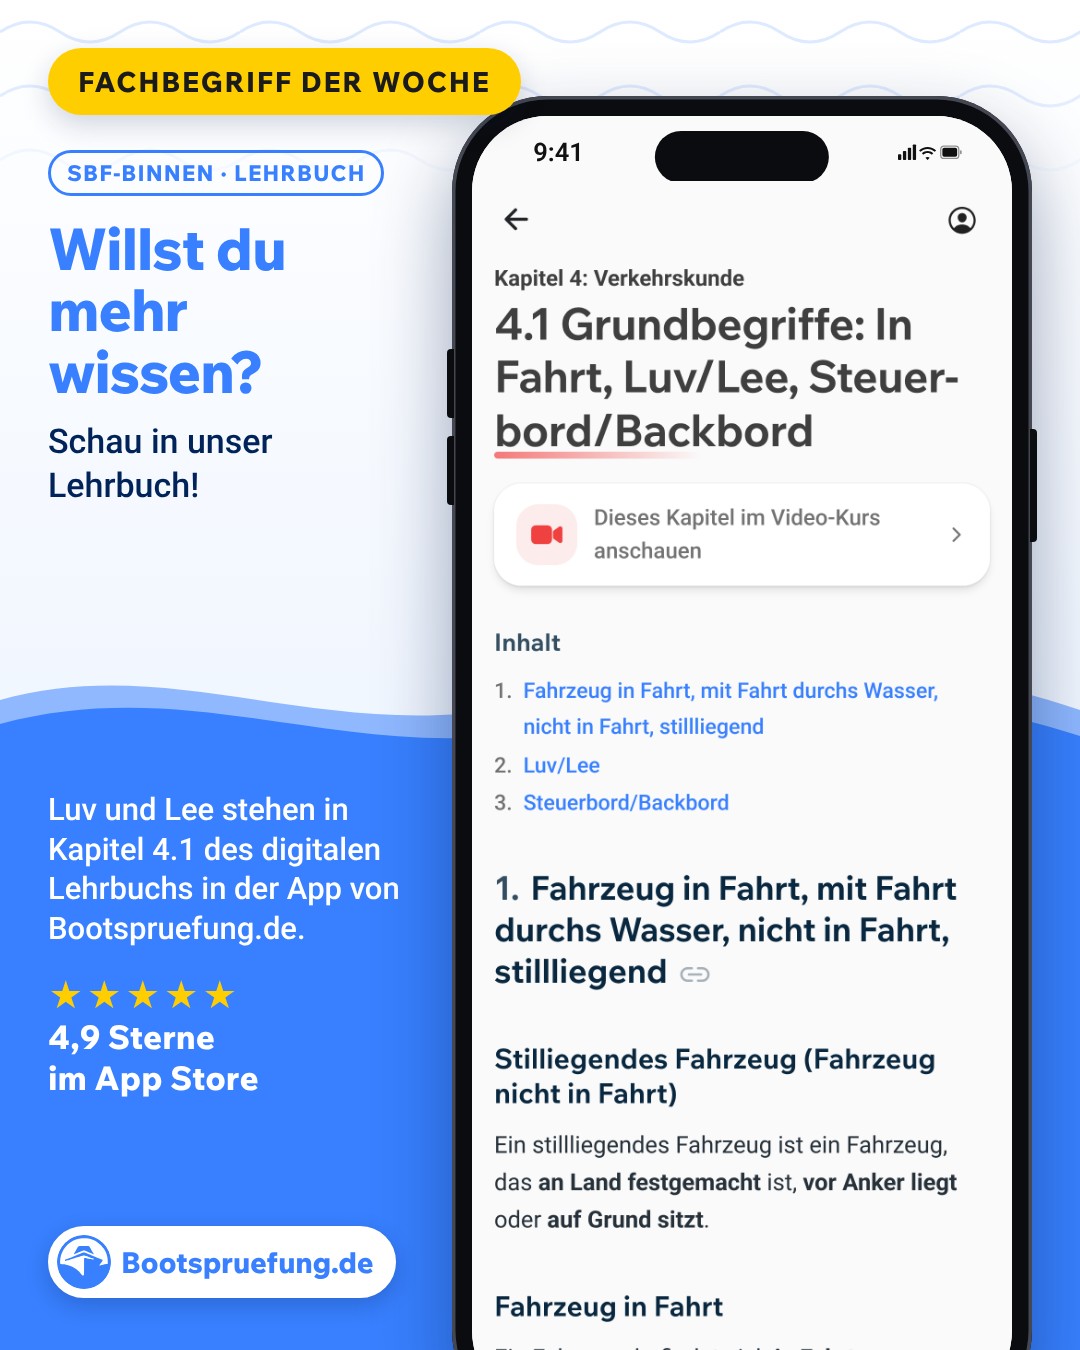 FACHBEGRIFF DER WOCHE
SBF-BINNEN · LEHRBUCH
Willst du
mehr
wissen?
Schau in unser
Lehrbuch!
Luv und Lee stehen in
Kapitel 4.1 des digitalen
Lehrbuchs in der App von
Bootspruefung.de.
★★★★★
4,9 Sterne
im App Store
Bootspruefung.de
9:41
Kapitel 4: Verkehrskunde
4.1 Grundbegriffe: In
Fahrt, Luv/Lee, Steuer-
bord/Backbord
Dieses Kapitel im Video-Kurs
anschauen
Inhalt
1. Fahrzeug in Fahrt, mit Fahrt durchs Wasser,
nicht in Fahrt, stillliegend
2. Luv/Lee
3. Steuerbord/Backbord
1. Fahrzeug in Fahrt, mit Fahrt
durchs Wasser, nicht in Fahrt,
stillliegend
Stilliegendes Fahrzeug (Fahrzeug
nicht in Fahrt)
Ein stillliegendes Fahrzeug ist ein Fahrzeug,
das an Land festgemacht ist, vor Anker liegt
oder auf Grund sitzt.
Fahrzeug in Fahrt